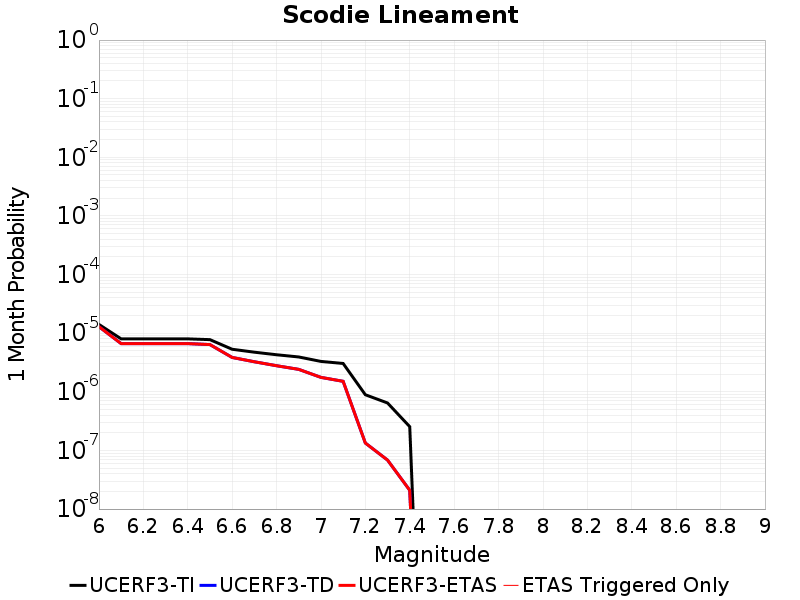 Scodie Lineament
10^0
10^-1
10^-2
10^-3
10^-4
10^-5
10^-6
10^-7
10^-8
1 Month Probability
6 6.2 6.4 6.6 6.8 7 7.2 7.4 7.6 7.8 8 8.2 8.4 8.6 8.8 9
Magnitude
UCERF3-TI UCERF3-TD UCERF3-ETAS ETAS Triggered Only